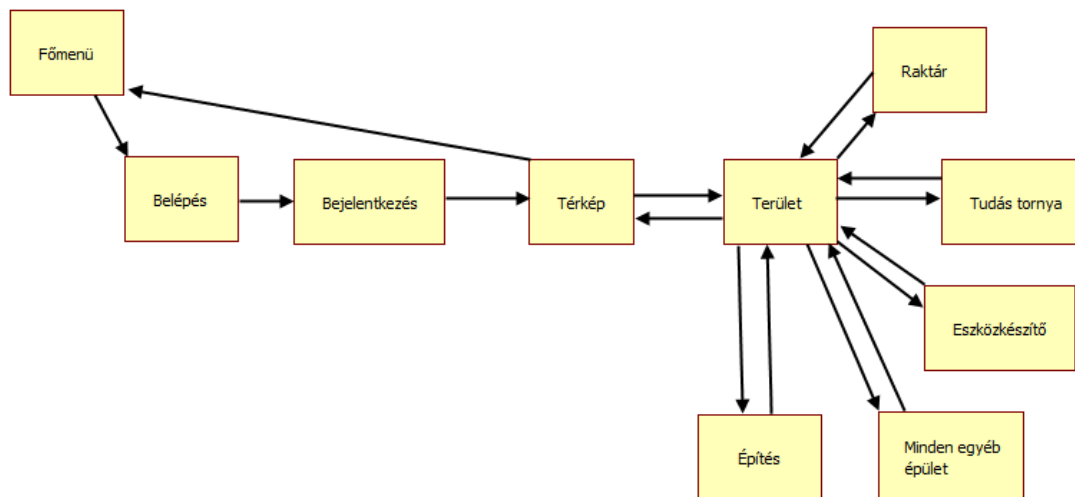 Főmenü
Raktár
Belépés
Bejelentkezés
Térkép
Terület
Tudás tornya
Eszközkészítő
Építés
Minden egyéb
épület